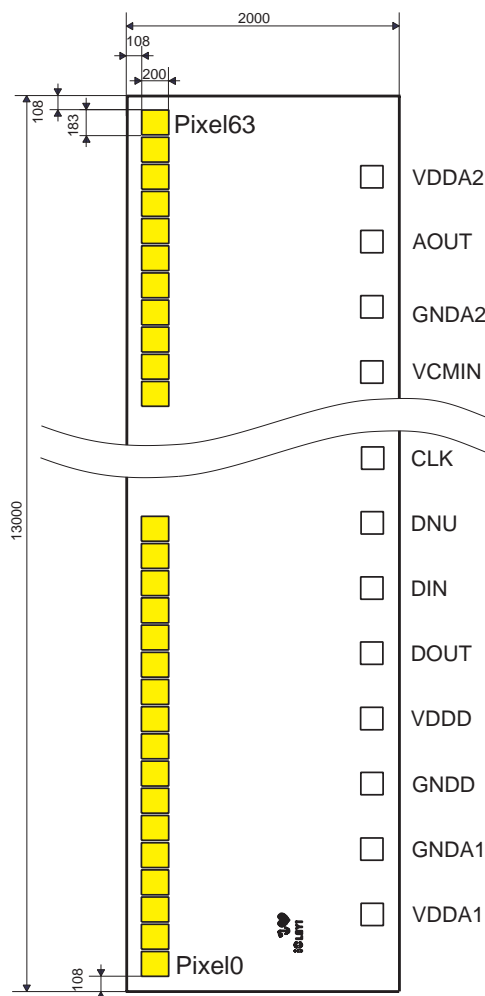 2000
108
200
108
183
Pixel63
VDDA2
AOUT
GNDA2
VCMIN
CLK
DNU
13000
DIN
DOUT
VDDD
GNDD
GNDA1
VDDA1
Pixel0
108